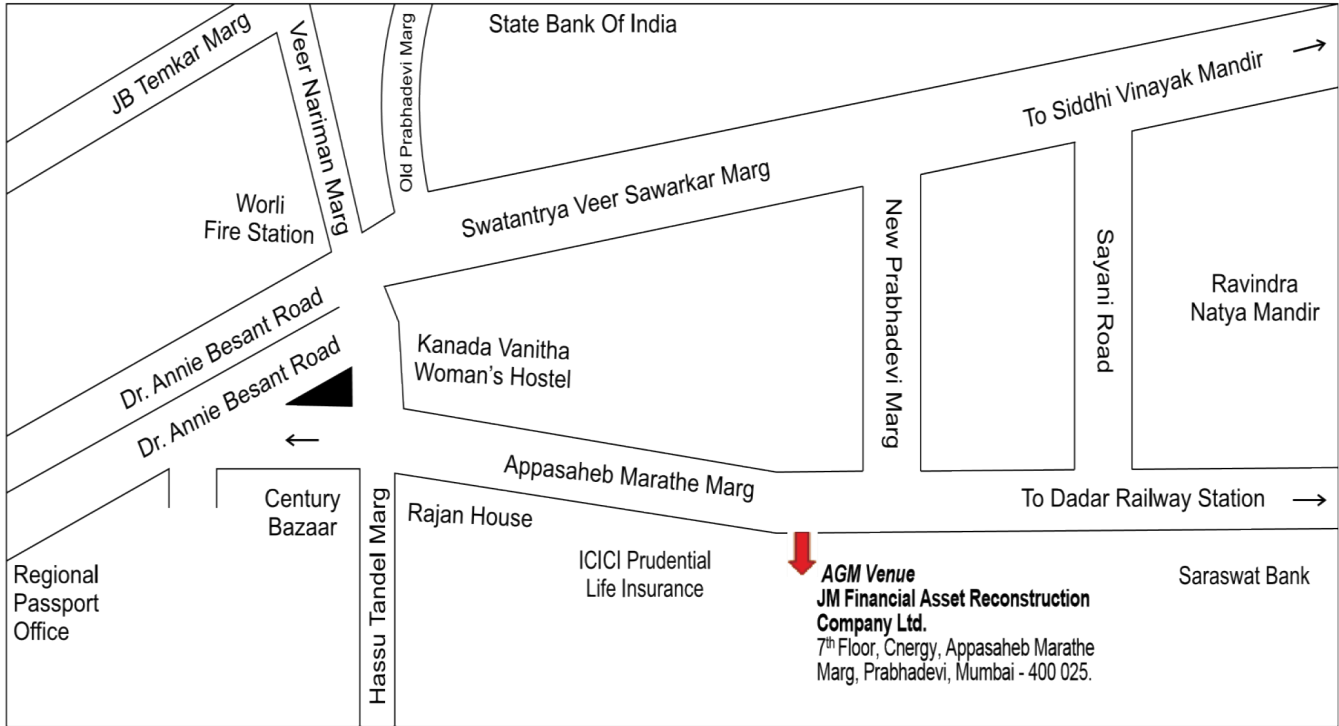 State Bank Of India
JB Temkar Marg
Veer Nariman Marg
Old Prabhadevi Marg
To Siddhi Vinayak Mandir →
Swatantrya Veer Sawarkar Marg
Worli
Fire Station
New Prabhadevi Marg
Sayani Road
Ravindra
Natya Mandir
Dr. Annie Besant Road
Dr. Annie Besant Road
Kanada Vanitha
Woman's Hostel
←
Appasaheb Marathe Marg
To Dadar Railway Station →
Century
Bazaar
Hassu Tandel Marg
Rajan House
ICICI Prudential
Life Insurance
Regional
Passport
Office
AGM Venue
JM Financial Asset Reconstruction
Company Ltd.
7th Floor, Cnergy, Appasaheb Marathe
Marg, Prabhadevi, Mumbai - 400 025.
Saraswat Bank